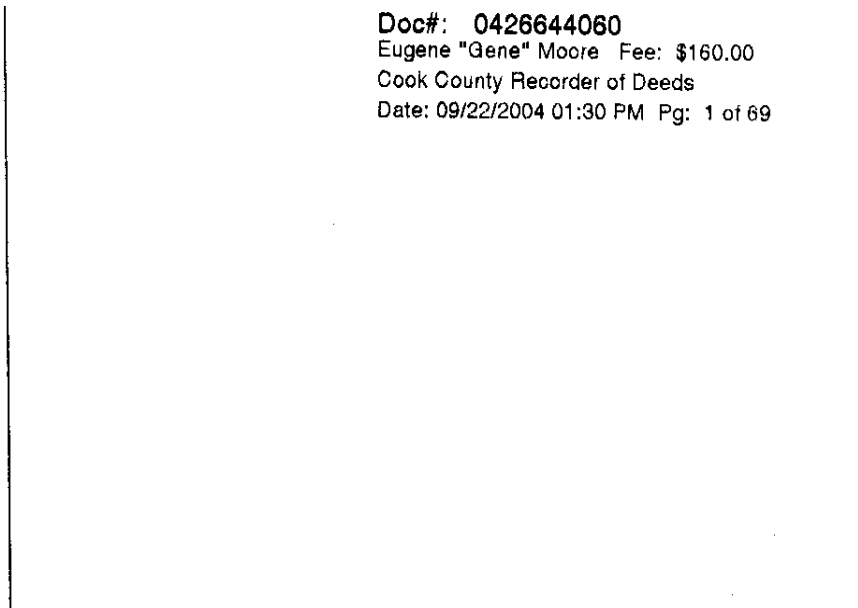 Doc#: 0426644060
Eugene "Gene" Moore Fee: $160.00
Cook County Recorder of Deeds
Date: 09/22/2004 01:30 PM Pg: 1 of 69